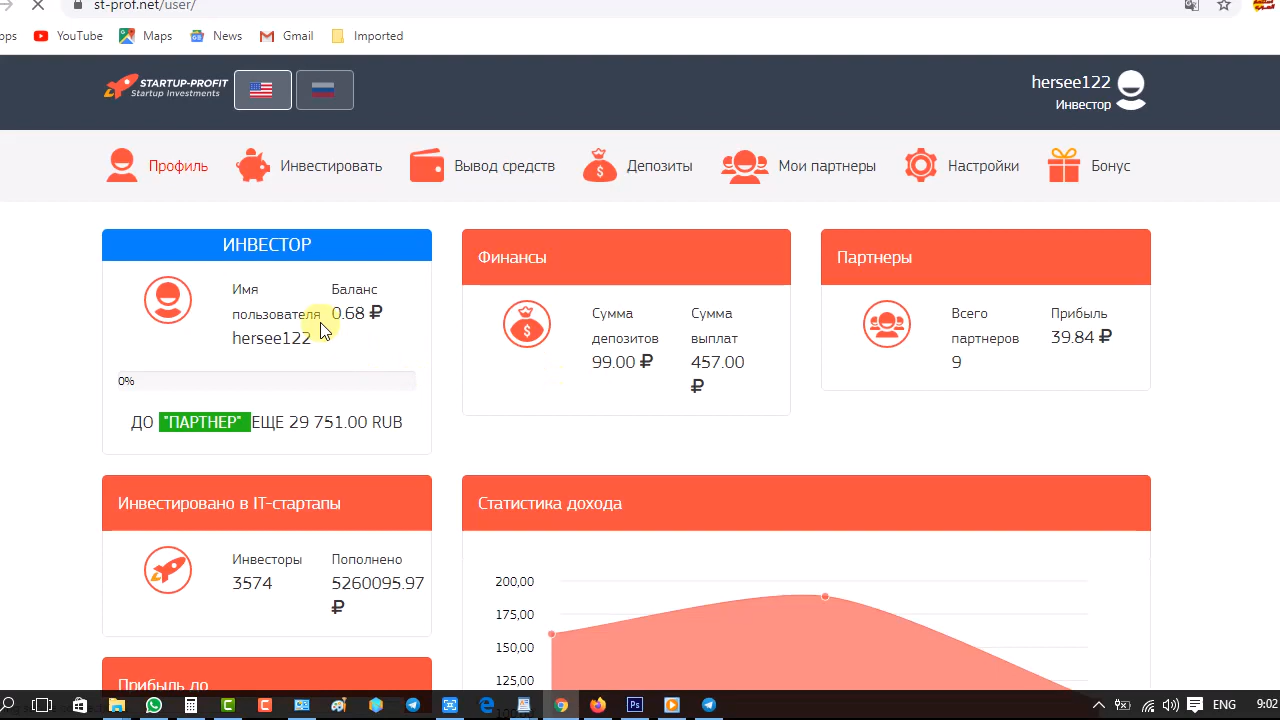 st-prof.net/user/
ops YouTube Maps News Gmail Imported
STARTUP-PROFIT
Startup Investments
hersee122
Инвестор
Профиль Инвестировать Вывод средств Депозиты Мои партнеры Настройки Бонус
ИНВЕСТОР
Имя пользователя
hersee122
Баланс
0.68 ₽
0%
ДО "ПАРТНЕР" ЕЩЕ 29 751.00 RUB
Финансы
Сумма депозитов
99.00 ₽
Сумма выплат
457.00 ₽
Партнеры
Всего партнеров
9
Прибыль
39.84 ₽
Инвестировано в IT-стартапы
Инвесторы
3574
Пополнено
5260095.97 ₽
Статистика дохода
200,00
175,00
150,00
125,00
Прибыль до
ENG 9:02